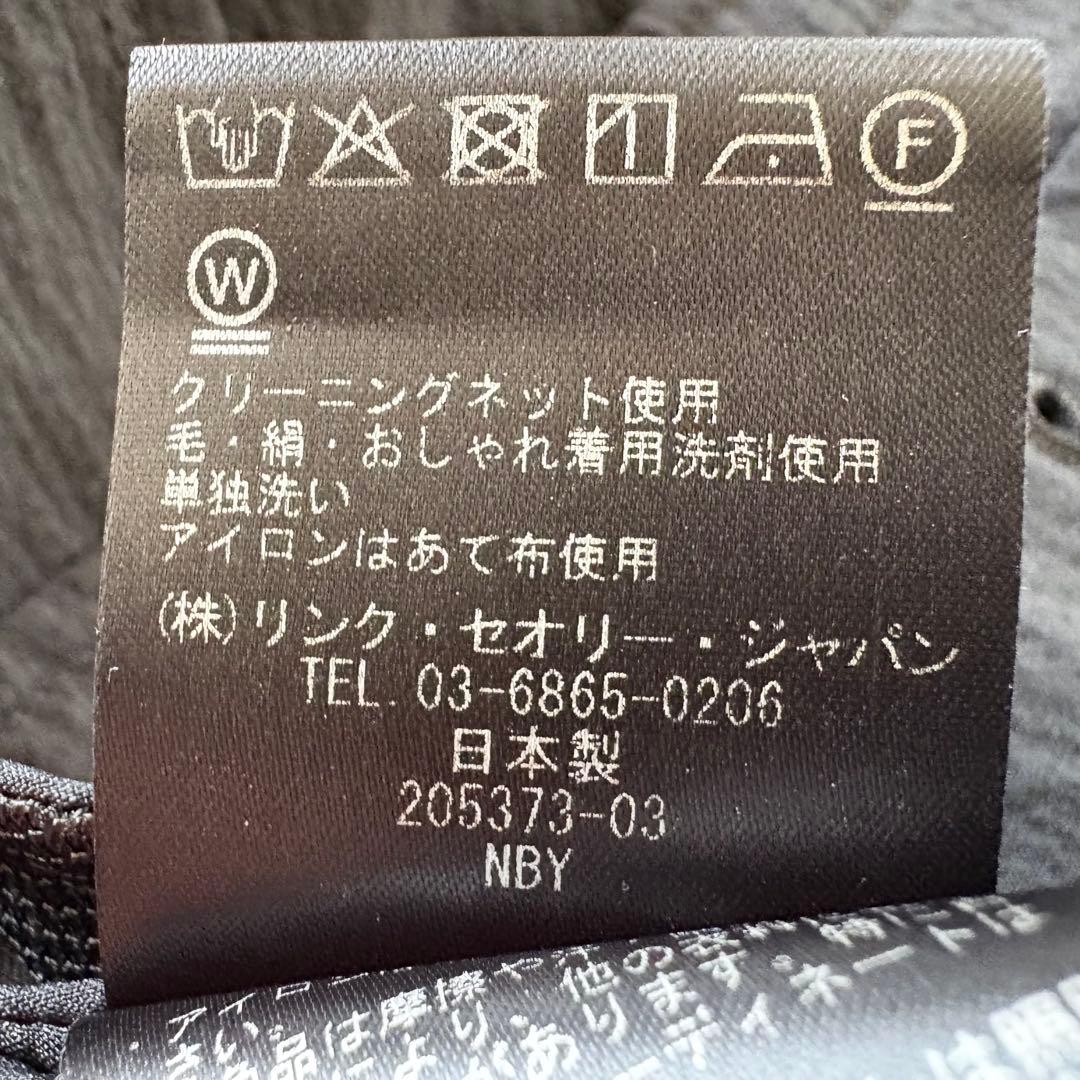 F
W
クリーニングネット使用
毛・絹・おしゃれ着用洗剤使用
単独洗い
アイロンはあて布使用
(株)リンク・セオリー・ジャパン
TEL 03-6865-0206
日本製
205373-03
NBY